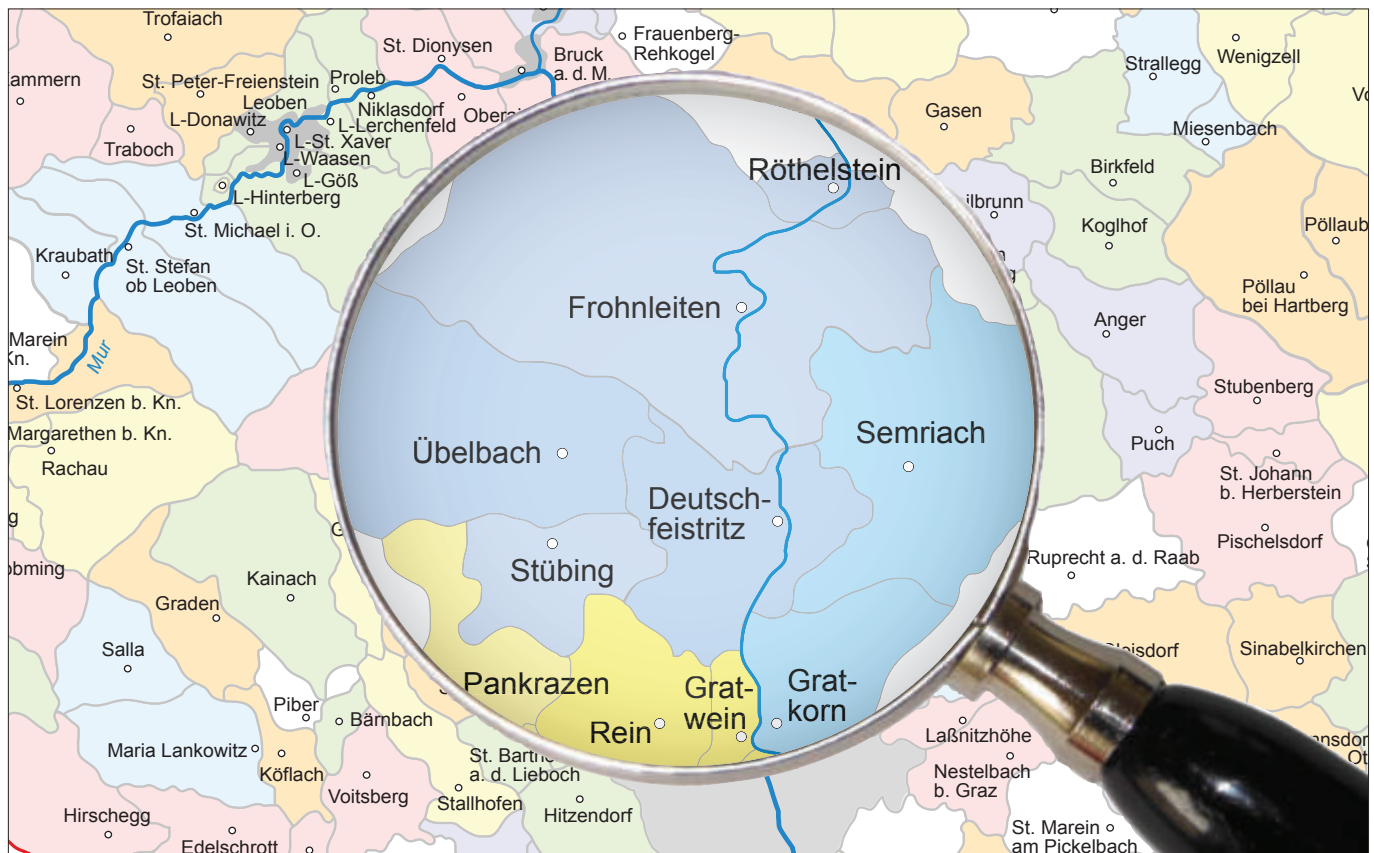 Trofaiach
St. Dionysen
Frauenberg-
Rehkogel
Wenigzell
Bruck
a. d. M.
Strallegg
St. Peter-Freienstein
Proleb
Leoben
Niklasdorf
L-Donawitz
L-Lerchenfeld
Gasen
Miesenbach
Traboch
L-St. Xaver
L-Waasen
L-Göß
L-Hinterberg
Birkfeld
Röthelstein
St. Michael i. O.
Koglhof
Pöllau
bei Hartberg
Kraubath
St. Stefan
ob Leoben
Frohnleiten
Anger
Marein
Kn.
Mur
St. Lorenzen b. Kn.
Stubenberg
Margarethen b. Kn.
Rachau
Übelbach
Semriach
Puch
St. Johann
b. Herberstein
Deutsch-
feistritz
Pischelsdorf
Stübing
Ruprecht a. d. Raab
Kainach
Graden
Salla
Sinabelkirchen
Pankrazen
Grat-
wein
Grat-
korn
Rein
Piber
Bärnbach
Maria Lankowitz
Köflach
a. d. Lieboch
Laßnitzhöhe
Nestelbach
b. Graz
Voitsberg
Stallhofen
Hitzendorf
Hirschegg
Edelschrott
St. Marein
am Pickelbach